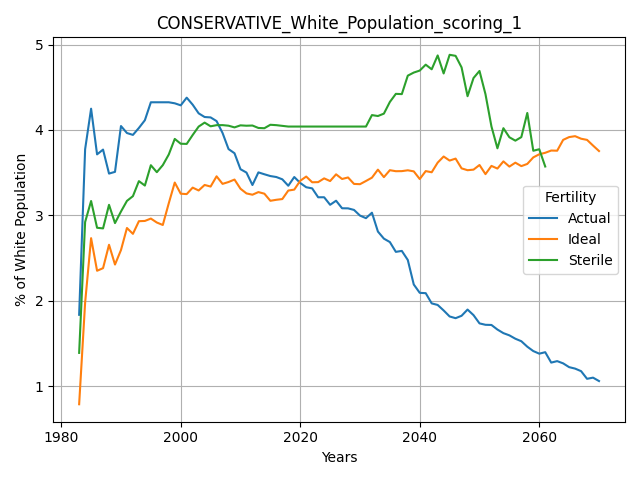 CONSERVATIVE_White_Population_scoring_1
% of White Population
5
4
3
2
1
Fertility
Actual
Ideal
Sterile
1980 2000 2020 2040 2060
Years